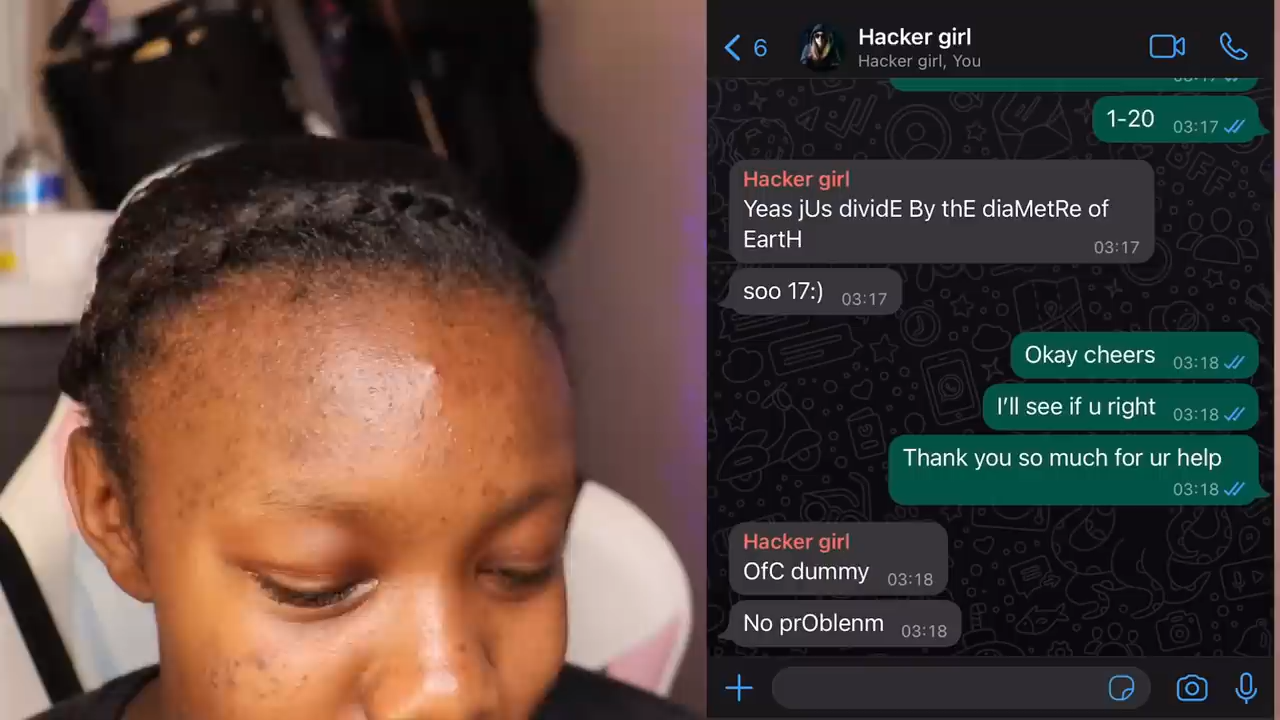 6
Hacker girl
Hacker girl, You
1-20 03:17
Hacker girl
Yeas jUs dividE By thE diaMetRe of
EartH 03:17
soo 17:) 03:17
Okay cheers 03:18
I'll see if u right 03:18
Thank you so much for ur help
03:18
Hacker girl
OfC dummy 03:18
No prOblenm 03:18